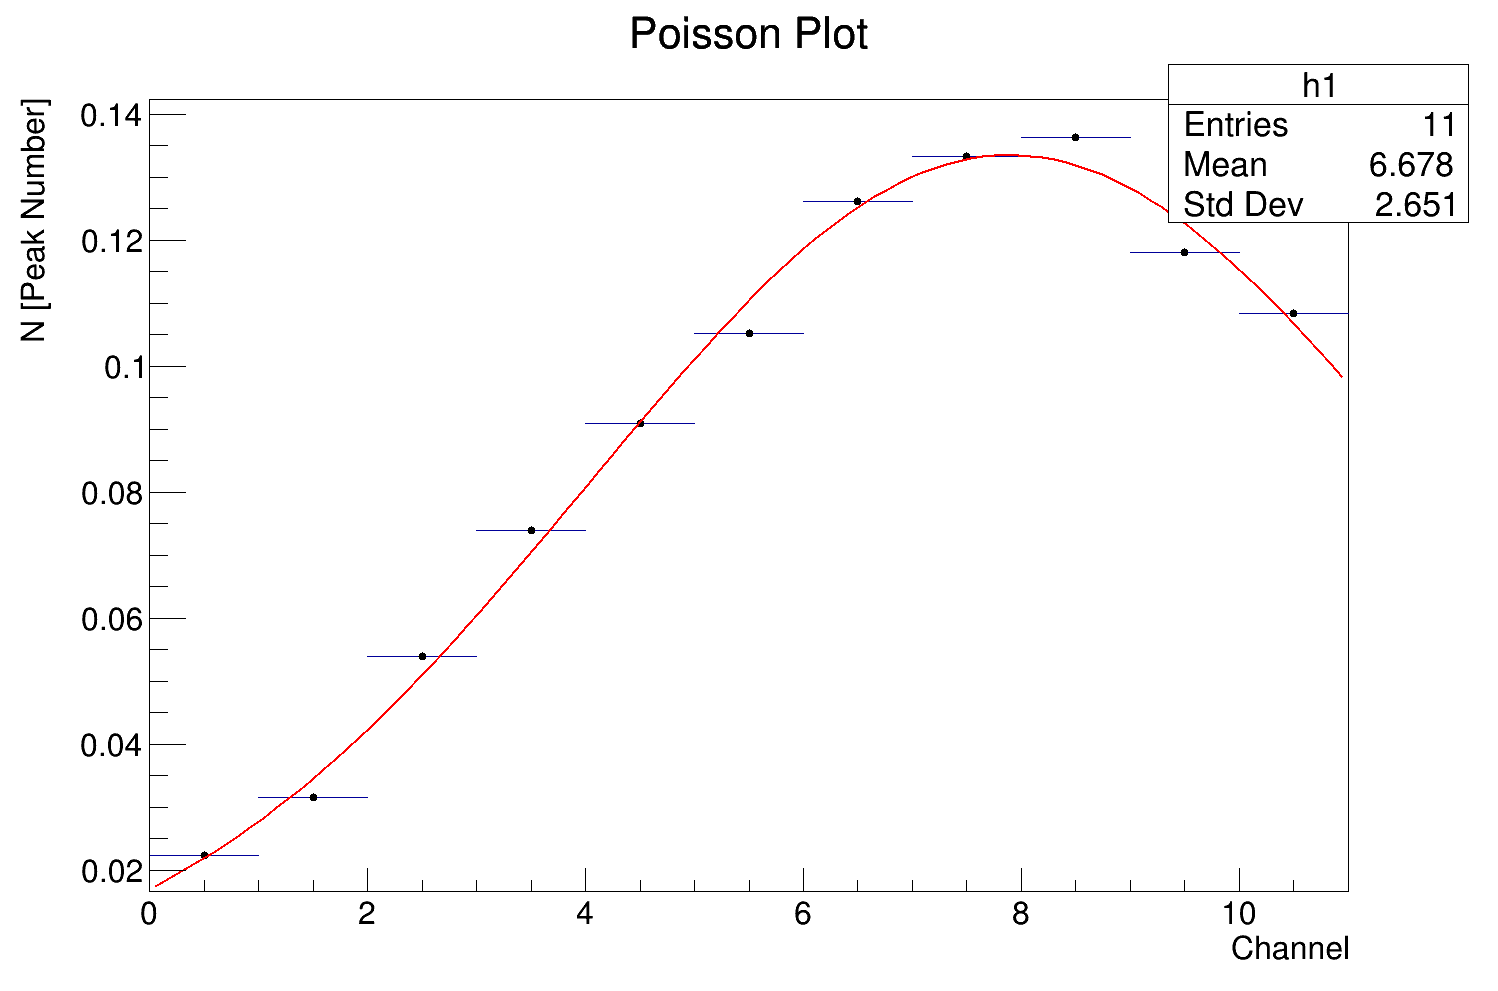 Poisson Plot
h1
Entries 11
Mean 6.678
Std Dev 2.651
N [Peak Number]
0.14
0.12
0.1
0.08
0.06
0.04
0.02
0 2 4 6 8 10
Channel